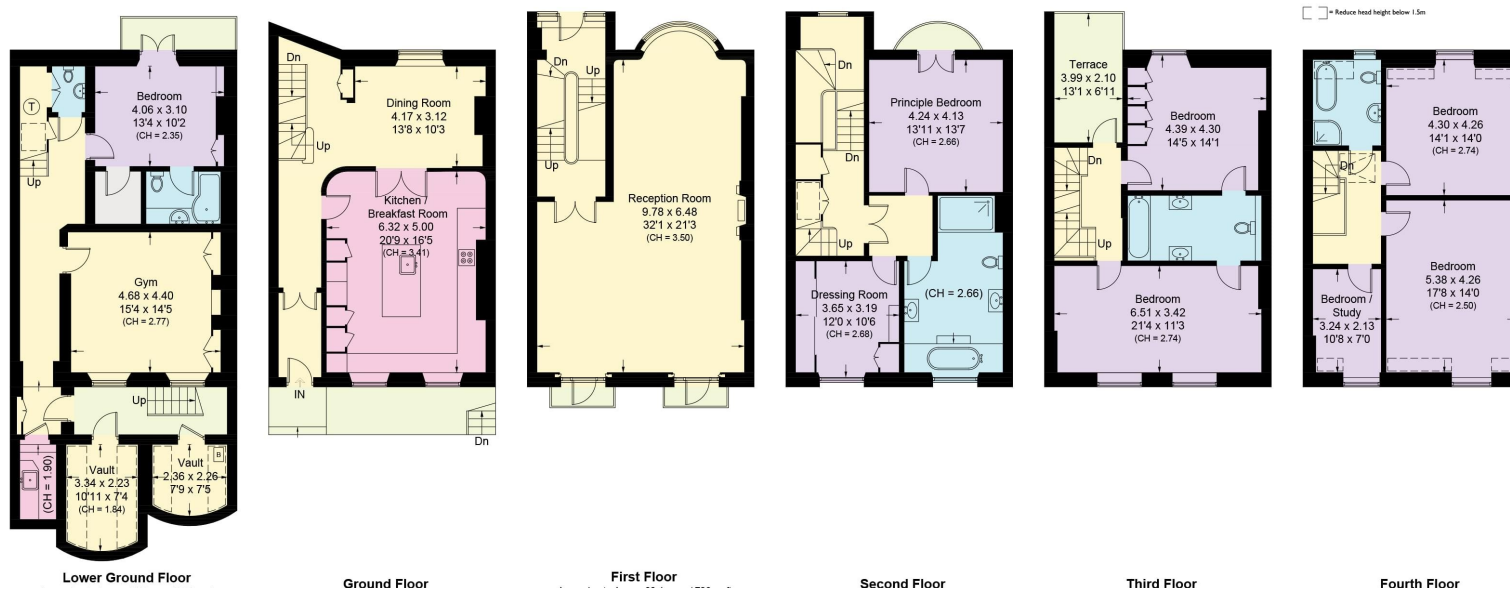 = Reduce head height below 1.5m
Bedroom
4.06 x 3.10
13'4 x 10'2
(CH = 2.35)
T
Up
Gym
4.68 x 4.40
15'4 x 14'5
(CH = 2.77)
Up
(CH = 1.90)
Vault
3.34 x 2.23
10'11 x 7'4
(CH = 1.84)
Vault
2.36 x 2.26
7'9 x 7'5
B
Lower Ground Floor
Dn
Up
Dining Room
4.17 x 3.12
13'8 x 10'3
Kitchen /
Breakfast Room
6.32 x 5.00
20'9 x 16'5
(CH = 3.41)
IN
Dn
Ground Floor
Dn
Up
Up
Reception Room
9.78 x 6.48
32'1 x 21'3
(CH = 3.50)
First Floor
Dn
Dn
Up
Principle Bedroom
4.24 x 4.13
13'11 x 13'7
(CH = 2.66)
Dressing Room
3.65 x 3.19
12'0 x 10'6
(CH = 2.68)
(CH = 2.66)
Second Floor
Terrace
3.99 x 2.10
13'1 x 6'11
Dn
Up
Bedroom
4.39 x 4.30
14'5 x 14'1
Bedroom
6.51 x 3.42
21'4 x 11'3
(CH = 2.74)
Third Floor
Dn
Bedroom
4.30 x 4.26
14'1 x 14'0
(CH = 2.74)
Bedroom
5.38 x 4.26
17'8 x 14'0
(CH = 2.50)
Bedroom /
Study
3.24 x 2.13
10'8 x 7'0
Fourth Floor